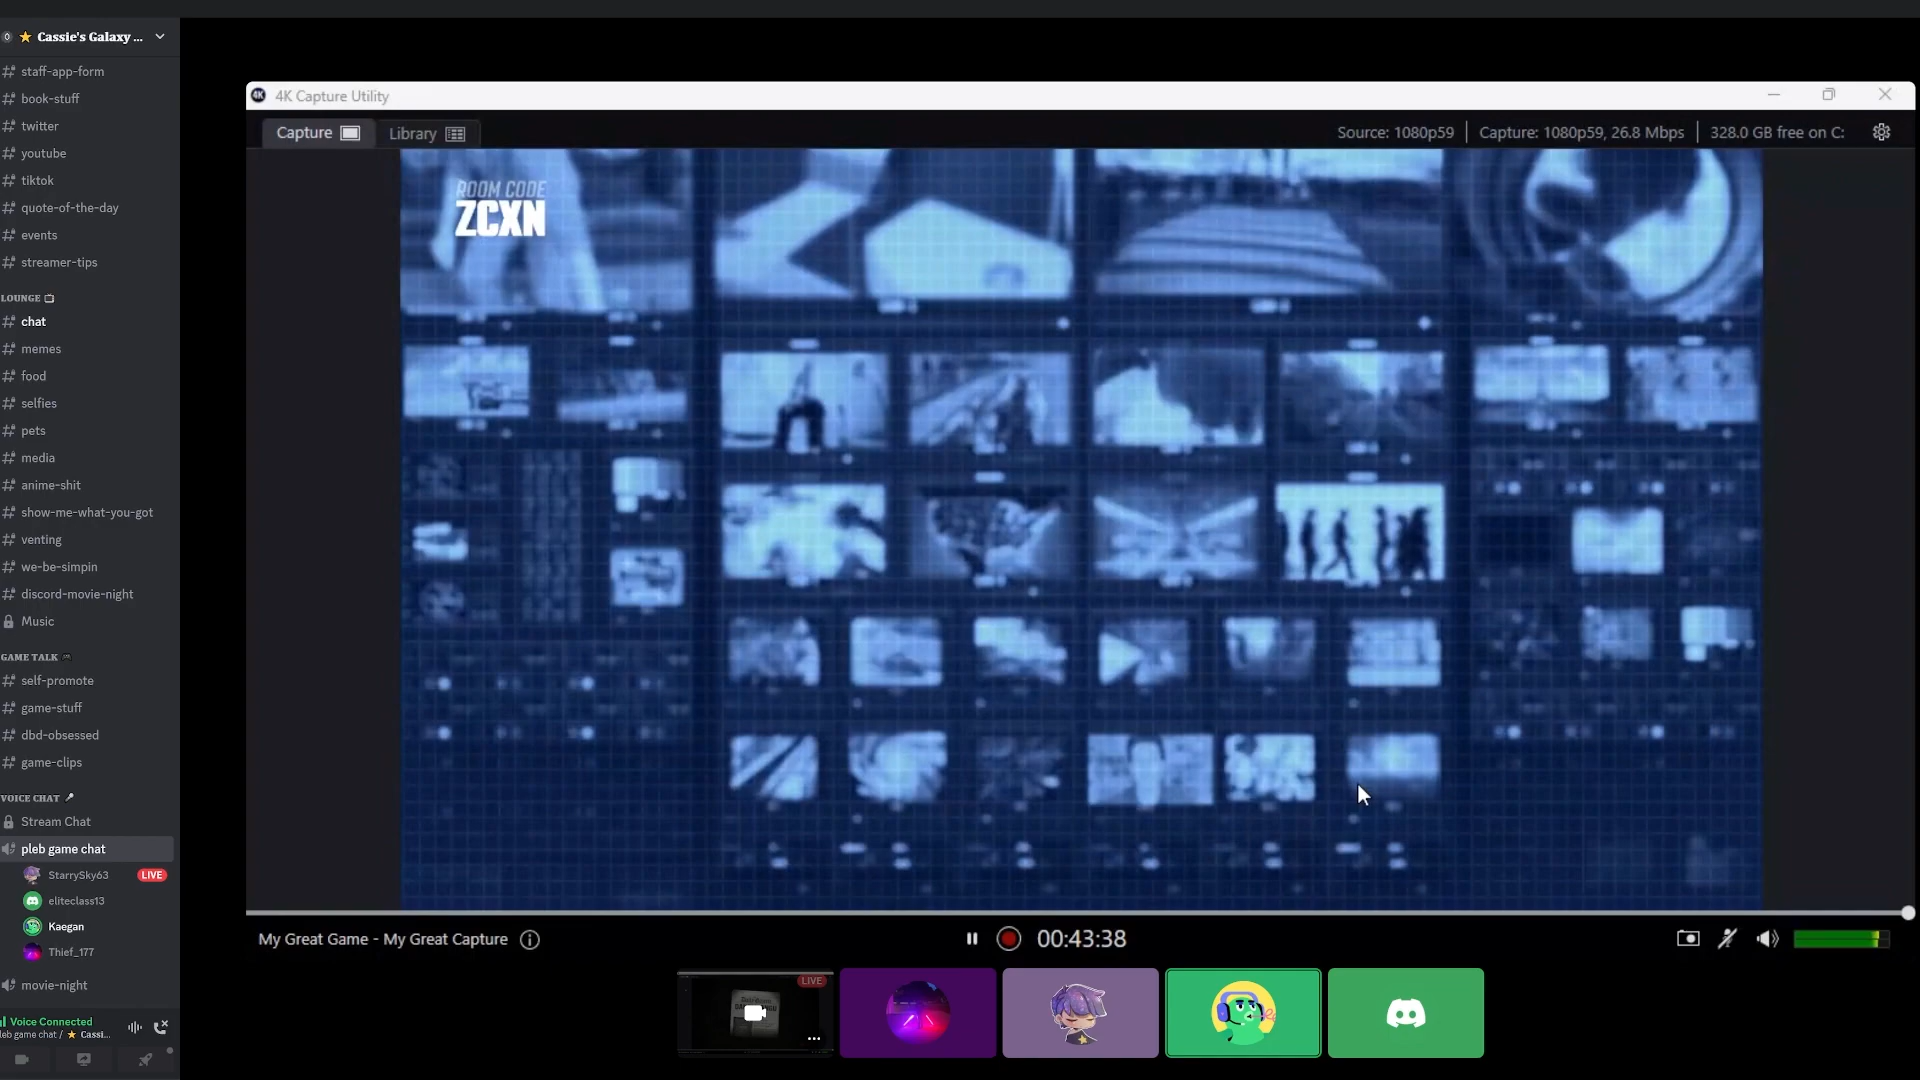 Cassie's Galaxy ...
staff-app-form
book-stuff
twitter
youtube
tiktok
quote-of-the-day
events
streamer-tips
LOUNGE
chat
memes
food
selfies
pets
media
anime-shit
show-me-what-you-got
venting
we-be-simpin
discord-movie-night
Music
GAME TALK
self-promote
game-stuff
dbd-obsessed
game-clips
VOICE CHAT
Stream Chat
pleb game chat
StarrySky63 LIVE
eliteclass13
Kaegan
Thief_177
movie-night
Voice Connected
leb game chat / Cassi...
4K 4K Capture Utility
Capture Library Source: 1080p59 Capture: 1080p59, 26.8 Mbps 328.0 GB free on C:
ROOM CODE
ZCXN
My Great Game - My Great Capture 00:43:38
LIVE